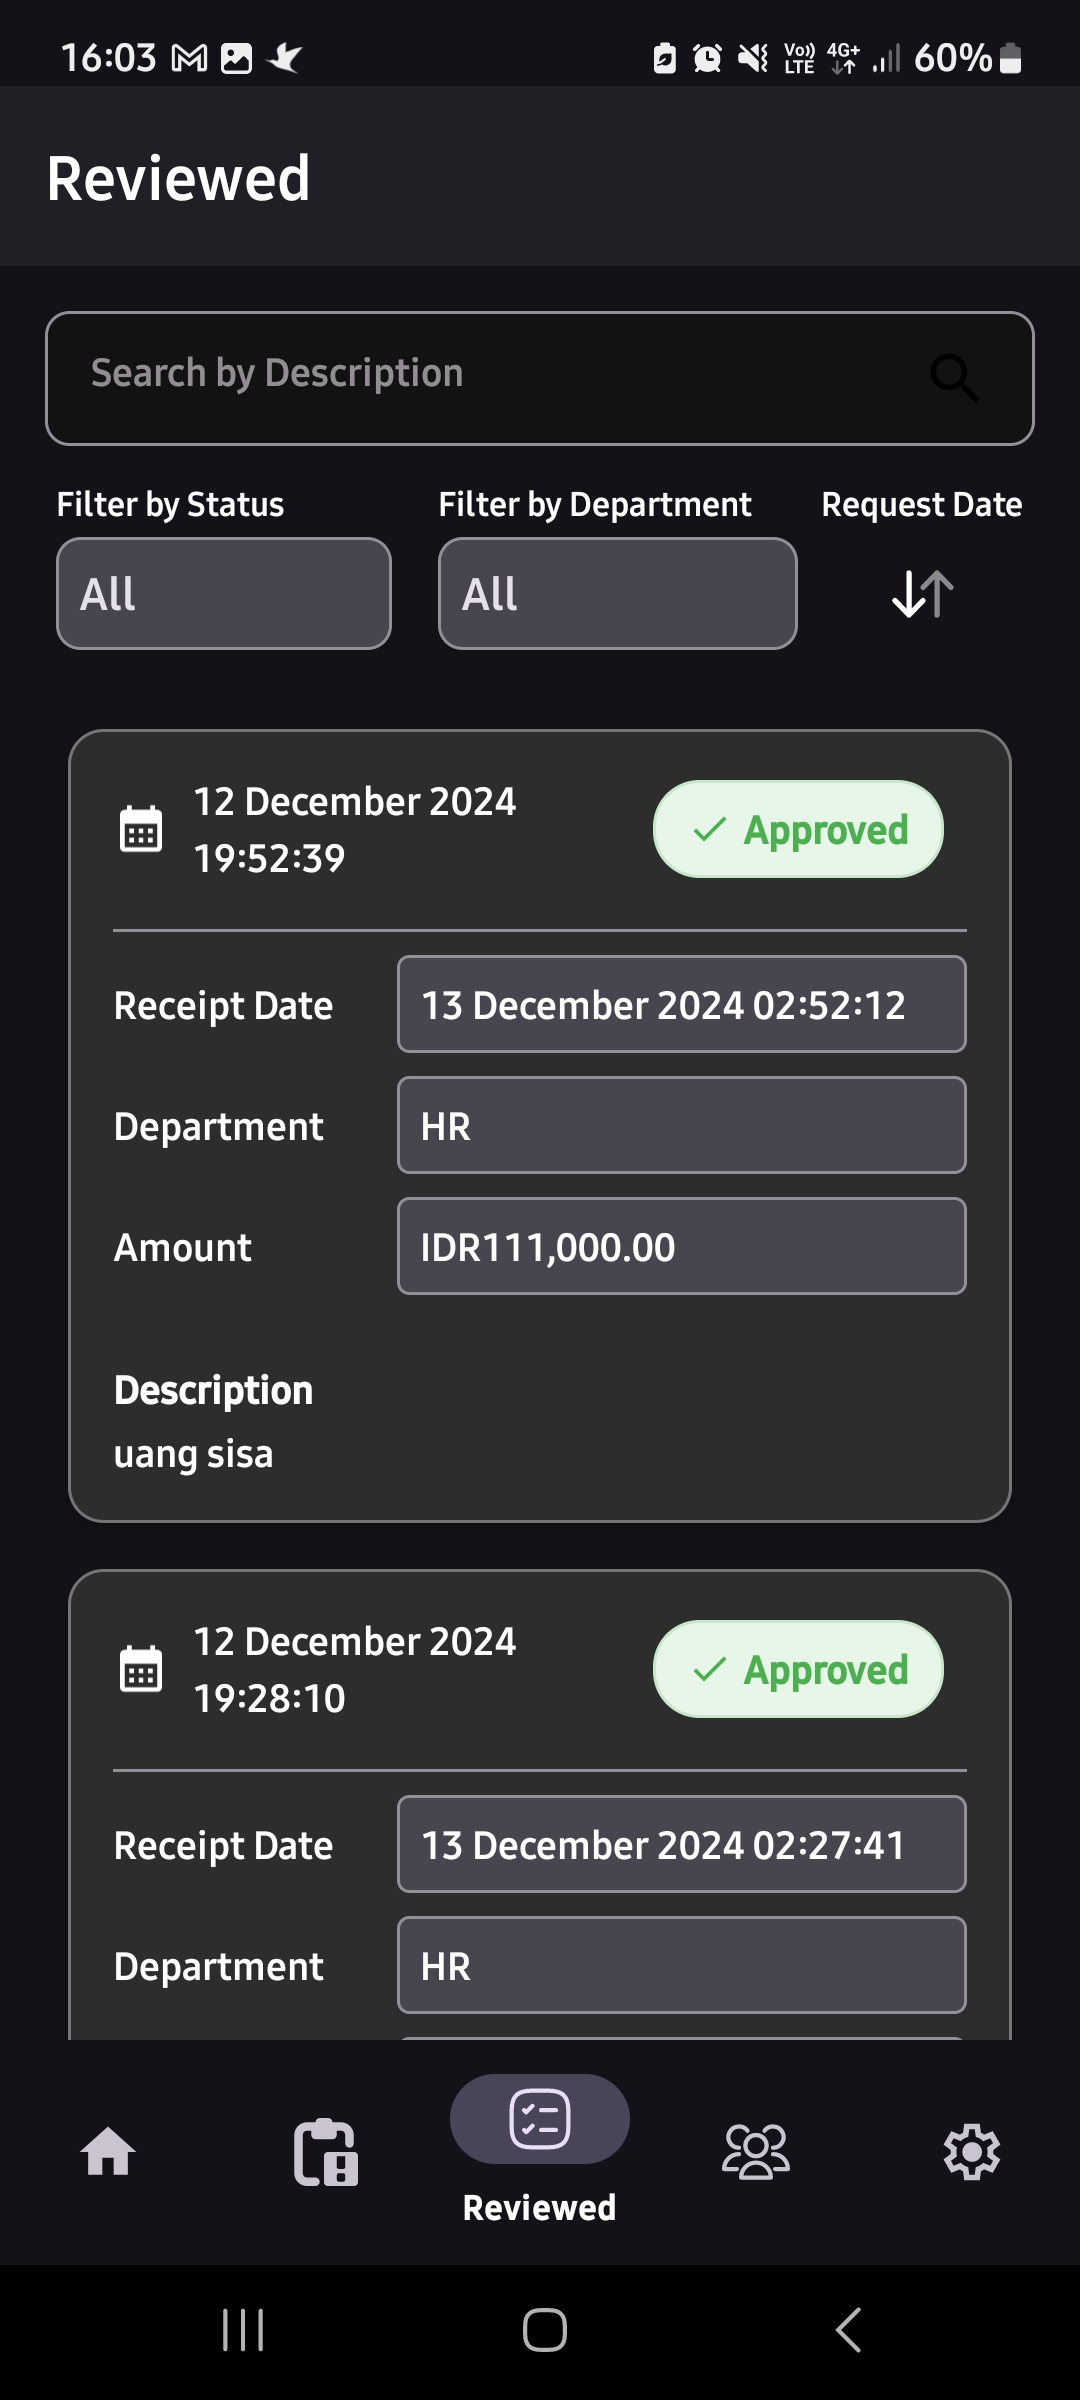 16:03 Vo)) LTE 4G+ 60%
Reviewed
Search by Description
Filter by Status Filter by Department Request Date
All All
12 December 2024
19:52:39
Approved
Receipt Date 13 December 2024 02:52:12
Department HR
Amount IDR111,000.00
Description
uang sisa
12 December 2024
19:28:10
Approved
Receipt Date 13 December 2024 02:27:41
Department HR
Reviewed